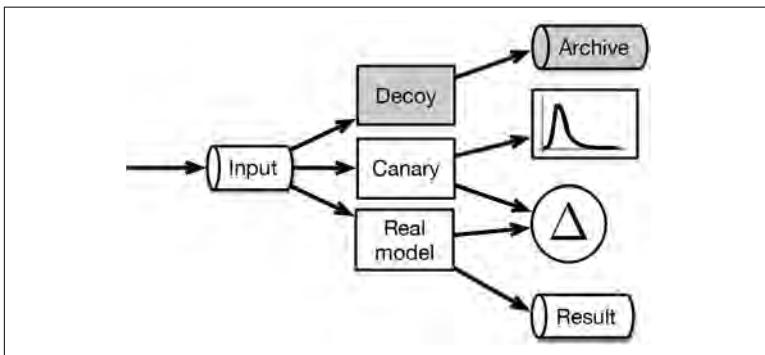 Archive
Decoy
Input
Canary
Real
model
Δ
Result